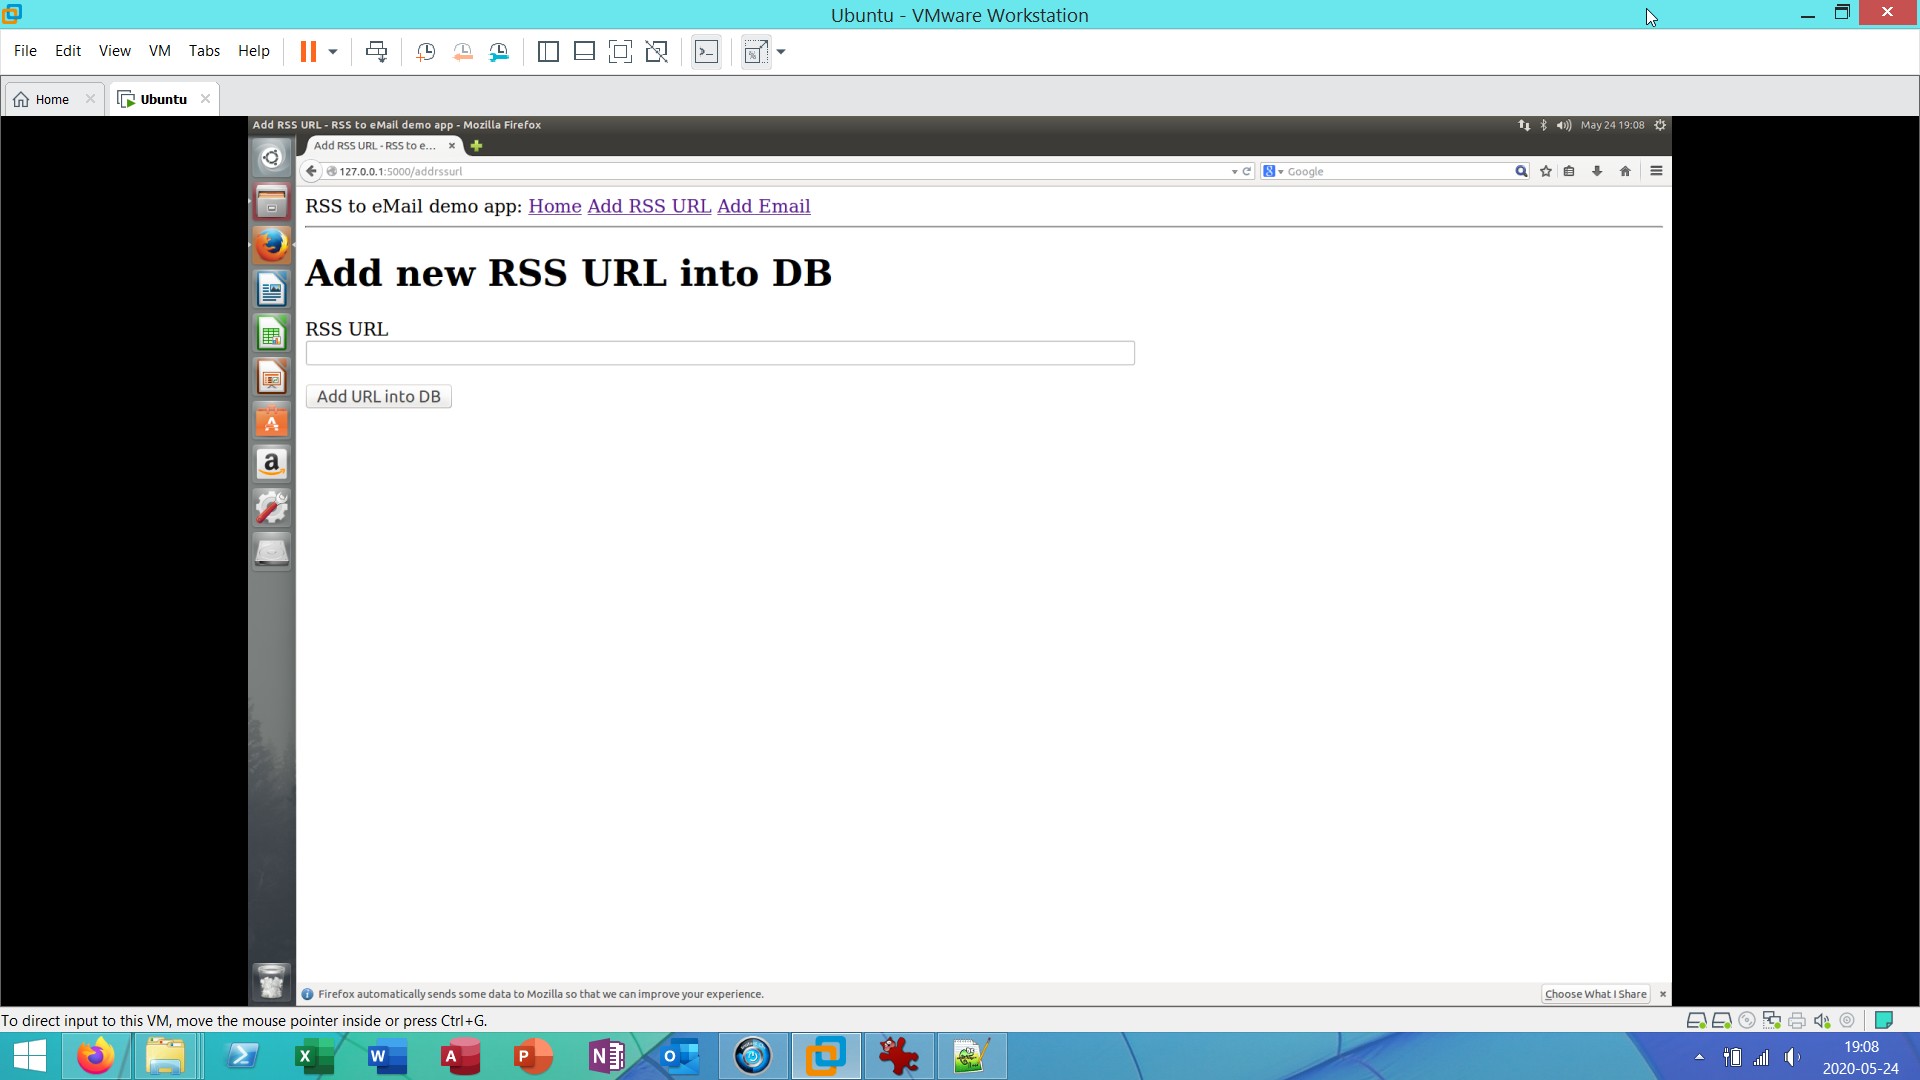 Ubuntu - VMware Workstation
File Edit View VM Tabs Help
Home
Ubuntu
Add RSS URL - RSS to eMail demo app - Mozilla Firefox
May 24 19:08
Add RSS URL - RSS to e...
127.0.0.1:5000/addrssurl
Google
RSS to eMail demo app: Home Add RSS URL Add Email
Add new RSS URL into DB
RSS URL
Add URL into DB
Firefox automatically sends some data to Mozilla so that we can improve your experience.
Choose What I Share
To direct input to this VM, move the mouse pointer inside or press Ctrl+G.
19:08
2020-05-24